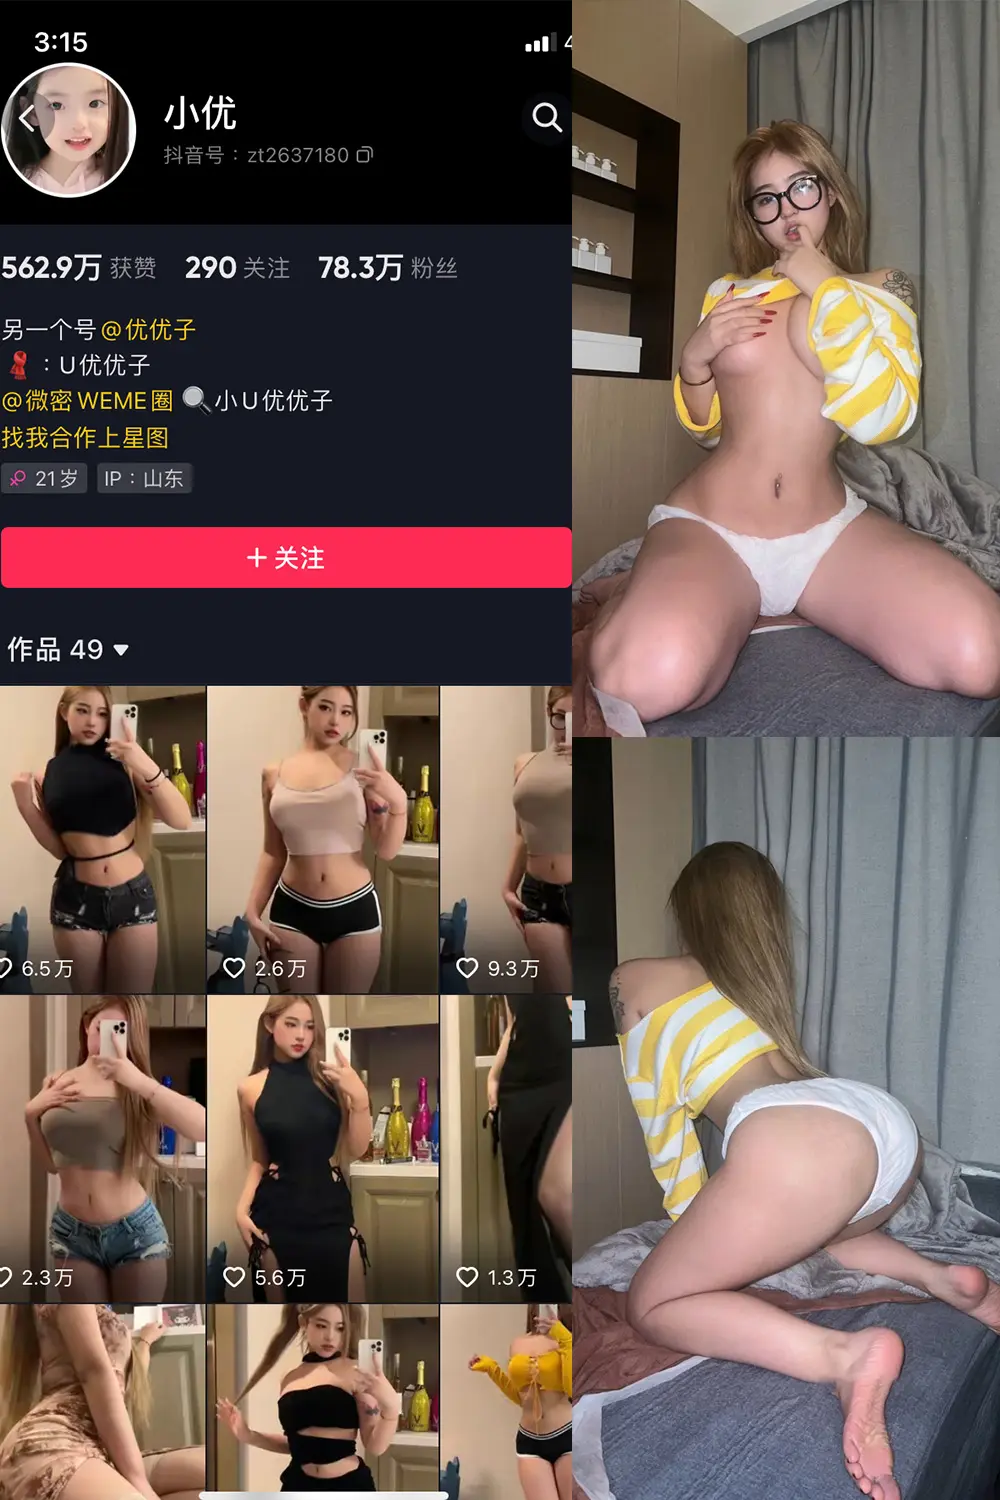 3:15
小优
抖音号：zt2637180
562.9万 获赞 290 关注 78.3万 粉丝
另一个号@优优子
：U优优子
@微密WEME圈 小U优优子
找我合作上星图
21岁 IP：山东
+ 关注
作品 49
6.5万 2.6万 9.3万
2.3万 5.6万 1.3万